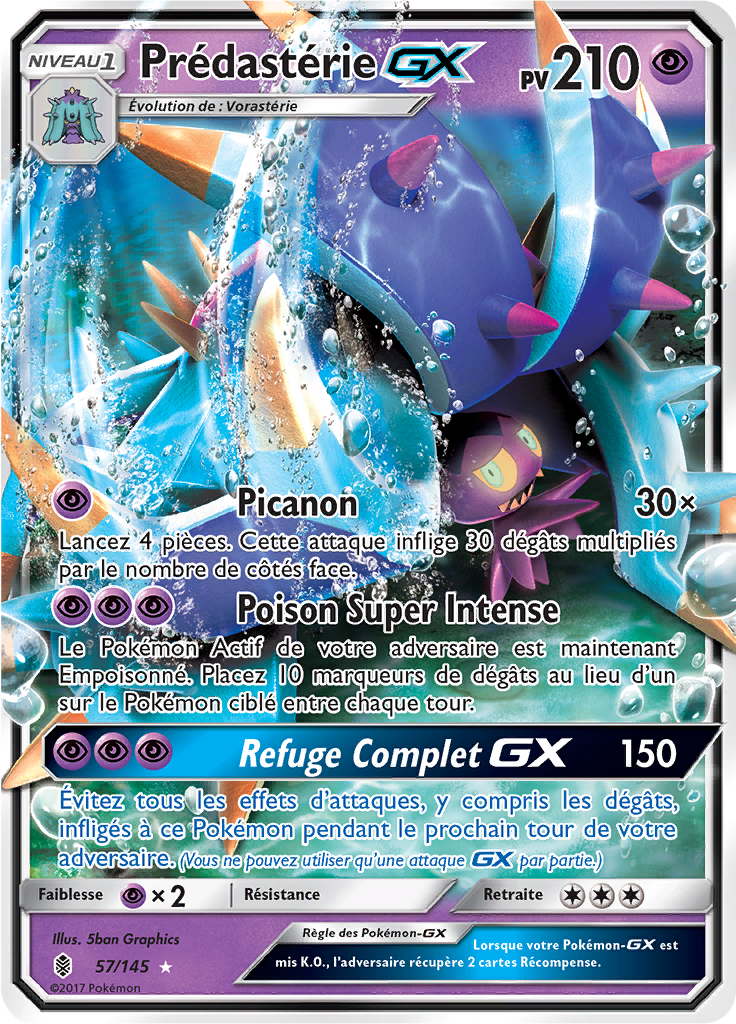 NIVEAU 1
Prédastérie GX
PV 210
Évolution de : Vorastérie
Picanon 30×
Lancez 4 pièces. Cette attaque inflige 30 dégâts multipliés
par le nombre de côtés face.
Poison Super Intense
Le Pokémon Actif de votre adversaire est maintenant
Empoisonné. Placez 10 marqueurs de dégâts au lieu d'un
sur le Pokémon ciblé entre chaque tour.
Refuge Complet GX 150
Évitez tous les effets d'attaques, y compris les dégâts,
infligés à ce Pokémon pendant le prochain tour de votre
adversaire. (Vous ne pouvez utiliser qu'une attaque GX par partie.)
Faiblesse × 2 Résistance Retraite
Illus. 5ban Graphics
57/145
©2017 Pokémon
Règle des Pokémon-GX
Lorsque votre Pokémon-GX est
mis K.O., l'adversaire récupère 2 cartes Récompense.